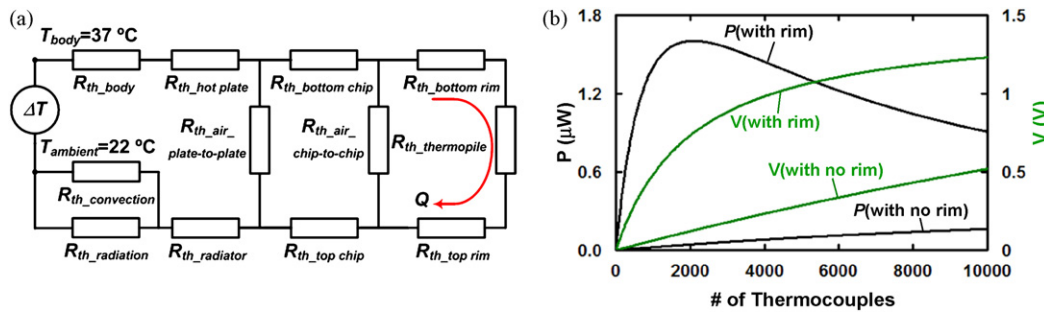 (a)
T_body=37 ºC
R_th_body
R_th_hot plate
R_th_bottom chip
R_th_bottom rim
ΔT
R_th_air_
plate-to-plate
R_th_air_
chip-to-chip
R_th_thermopile
T_ambient=22 ºC
R_th_convection
Q
R_th_radiation
R_th_radiator
R_th_top chip
R_th_top rim
(b)
1.8
1.2
0.6
0.0
P (µW)
P(with rim)
V(with rim)
V(with no rim)
P(with no rim)
1.5
1
0.5
0
V (V)
0 2000 4000 6000 8000 10000
# of Thermocouples